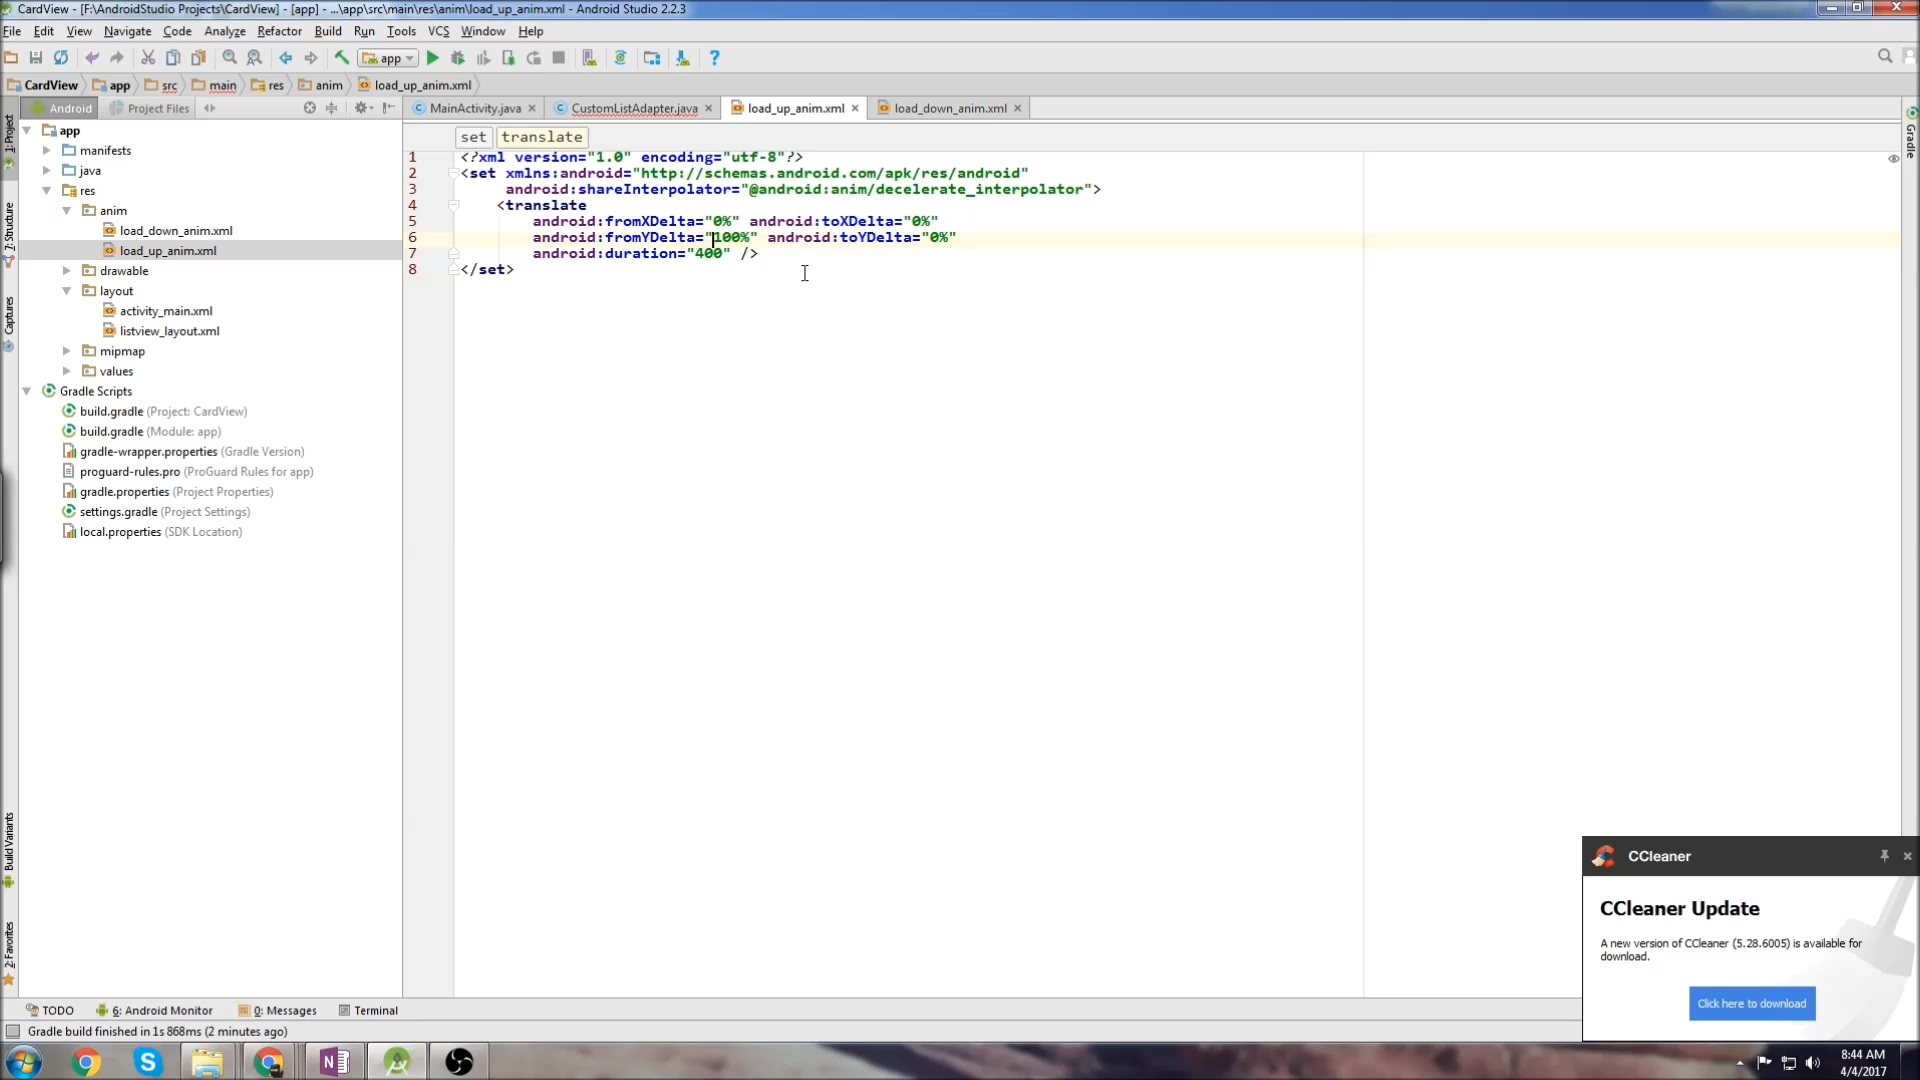 CardView - [F:\AndroidStudio Projects\CardView] - [app] - ...\app\src\main\res\anim\load_up_anim.xml - Android Studio 2.2.3
File Edit View Navigate Code Analyze Refactor Build Run Tools VCS Window Help
app
CardView app src main res anim load_up_anim.xml
Android Project Files
MainActivity.java CustomListAdapter.java load_up_anim.xml load_down_anim.xml
1: Project
Z: Structure
Captures
Build Variants
2: Favorites
Gradle
app
manifests
java
res
anim
load_down_anim.xml
load_up_anim.xml
drawable
layout
activity_main.xml
listview_layout.xml
mipmap
values
Gradle Scripts
build.gradle (Project: CardView)
build.gradle (Module: app)
gradle-wrapper.properties (Gradle Version)
proguard-rules.pro (ProGuard Rules for app)
gradle.properties (Project Properties)
settings.gradle (Project Settings)
local.properties (SDK Location)
set translate
1 <?xml version="1.0" encoding="utf-8"?>
2 <set xmlns:android="http://schemas.android.com/apk/res/android"
3 android:shareInterpolator="@android:anim/decelerate_interpolator">
4 <translate
5 android:fromXDelta="0%" android:toXDelta="0%"
6 android:fromYDelta="100%" android:toYDelta="0%"
7 android:duration="400" />
8 </set>
CCleaner
CCleaner Update
A new version of CCleaner (5.28.6005) is available for
download.
Click here to download
TODO 6: Android Monitor 0: Messages Terminal
Gradle build finished in 1s 868ms (2 minutes ago)
8:44 AM
4/4/2017